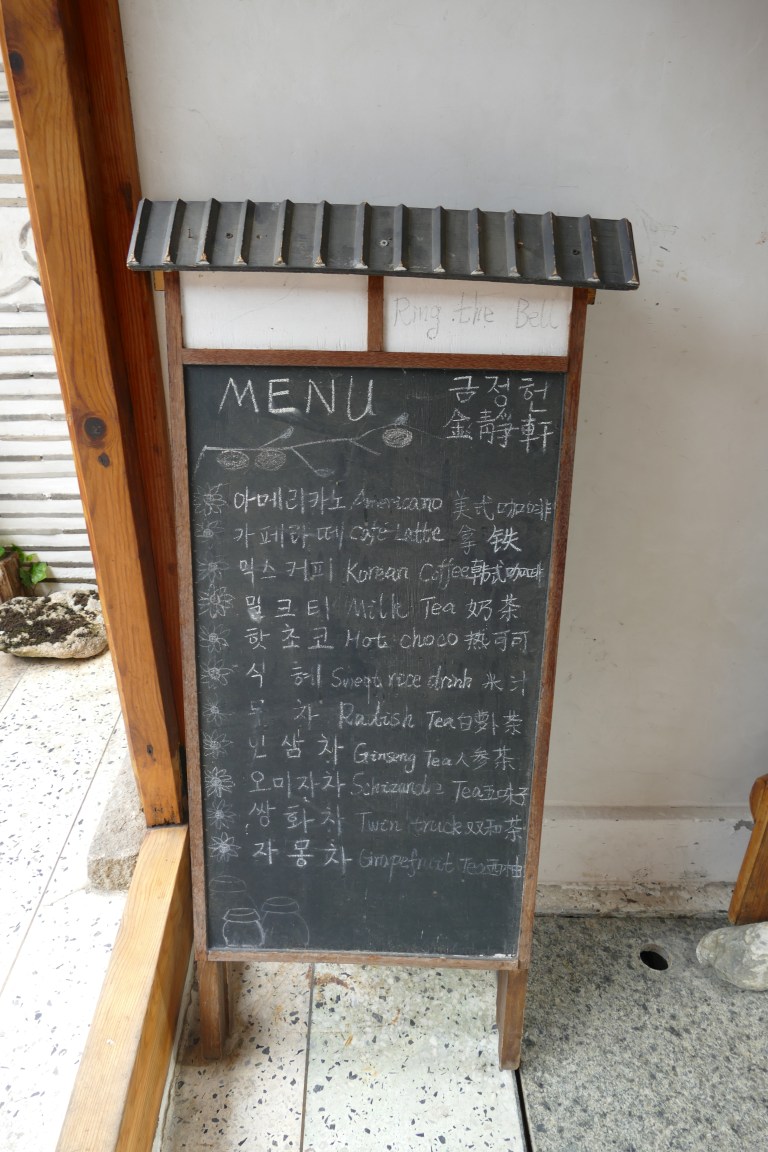 Ring the Bell
MENU 금정헌
金靜軒
아메리카노 Americano 美式咖啡
카페라떼 Café Latte 拿铁
믹스커피 Korean Coffee 韩式咖啡
밀크티 Milk Tea 奶茶
핫초코 Hot choco 热可可
식혜 Sweet rice drink 米汁
무차 Radish Tea 白萝卜茶
인삼차 Ginseng Tea 人参茶
오미자차 Schizandra Tea 五味子
쌍화차 Twin truck 双和茶
자몽차 Grapefruit Tea 西柚